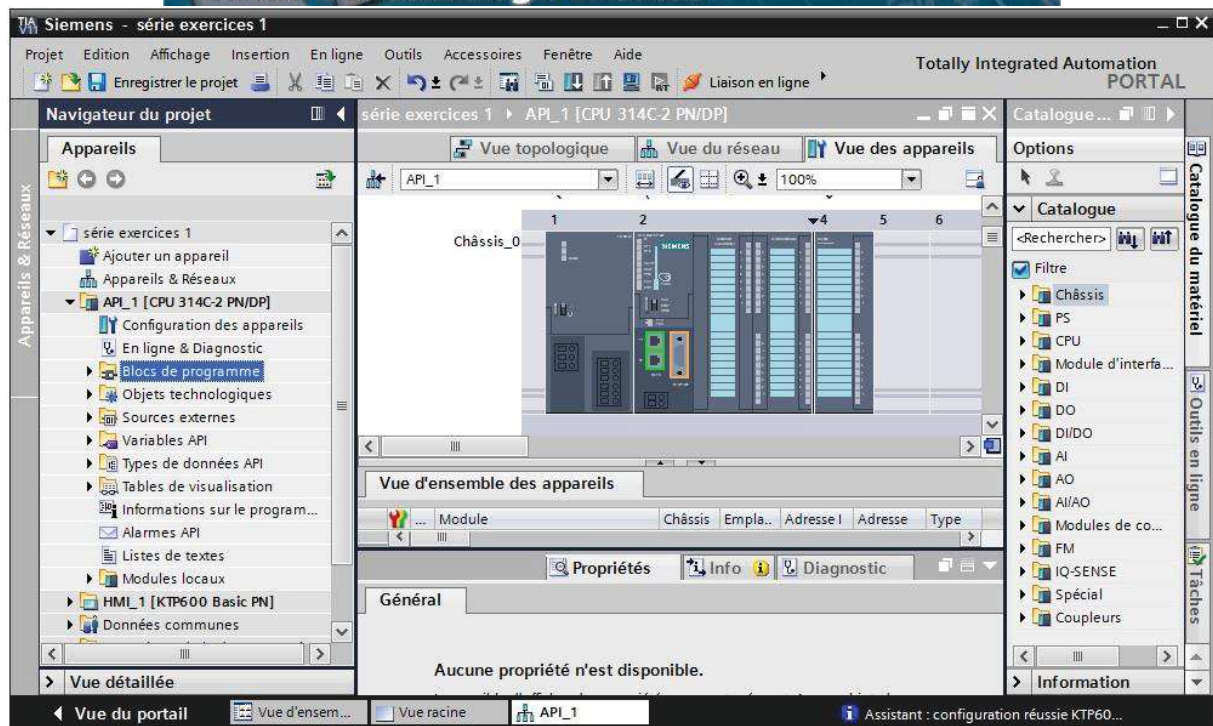 Siemens - série exercices 1
Projet Edition Affichage Insertion En ligne Outils Accessoires Fenêtre Aide
Totally Integrated Automation
PORTAL
Enregistrer le projet
Liaison en ligne
Navigateur du projet
série exercices 1 API_1 [CPU 314C-2 PN/DP]
Catalogue...
Appareils
Vue topologique
Vue du réseau
Vue des appareils
Options
API_1
100%
Appareils & Réseaux
série exercices 1
Ajouter un appareil
Appareils & Réseaux
API_1 [CPU 314C-2 PN/DP]
Configuration des appareils
En ligne & Diagnostic
Blocs de programme
Objets technologiques
Sources externes
Variables API
Types de données API
Tables de visualisation
Informations sur le program...
Alarmes API
Listes de textes
Modules locaux
HMI_1 [KTP600 Basic PN]
Données communes
Vue détaillée
1 2 4 5 6
Châssis_0
SIEMENS
Vue d'ensemble des appareils
... Module Châssis Empla.. Adresse I Adresse Type
Propriétés
Info
Diagnostic
Général
Aucune propriété n'est disponible.
Catalogue
<Rechercher>
Filtre
Châssis
PS
CPU
Module d'interfa...
DI
DO
DI/DO
AI
AO
AI/AO
Modules de co...
FM
IQ-SENSE
Spécial
Coupleurs
Information
Catalogue du matériel
Outils en ligne
Tâches
Vue du portail
Vue d'ensem...
Vue racine
API_1
Assistant : configuration réussie KTP60...